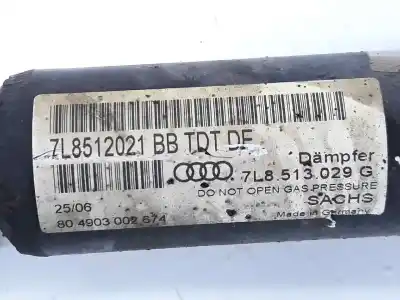 7L8512021 BB TDT DE
Dämpfer
7L8.513.029 G
DO NOT OPEN GAS PRESSURE
SACHS
25/06
Made in Germany
80 4903 002 874